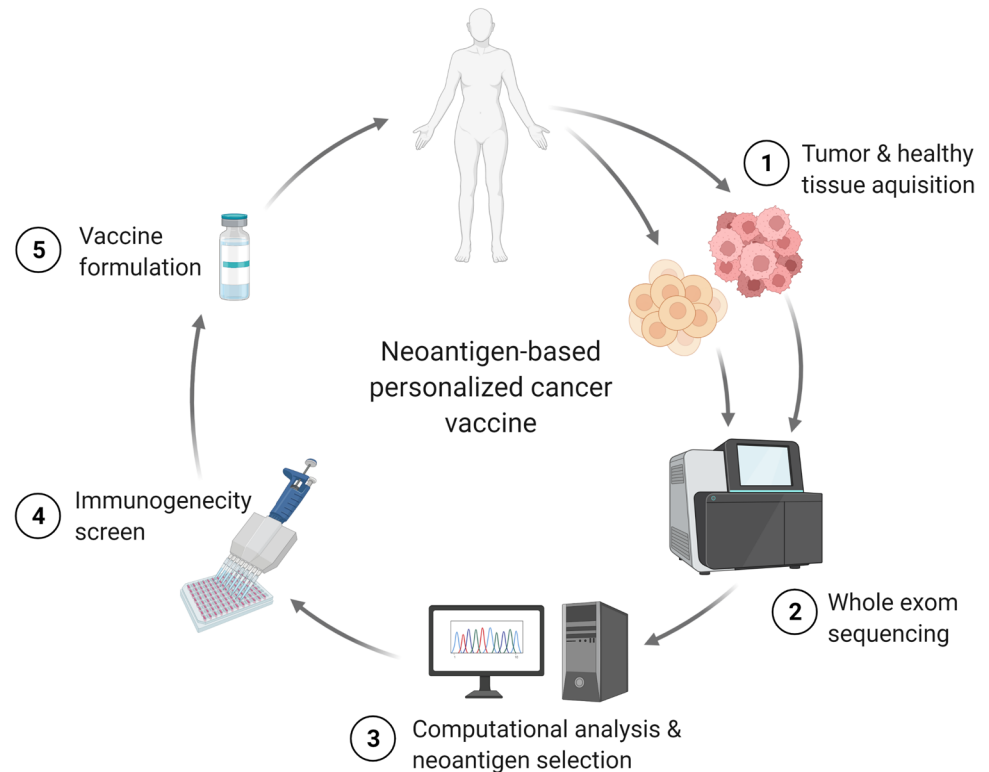 1
Tumor & healthy
tissue aquisition
5
Vaccine
formulation
Neoantigen-based
personalized cancer
vaccine
4
Immunogenecity
screen
2
Whole exom
sequencing
3
Computational analysis &
neoantigen selection